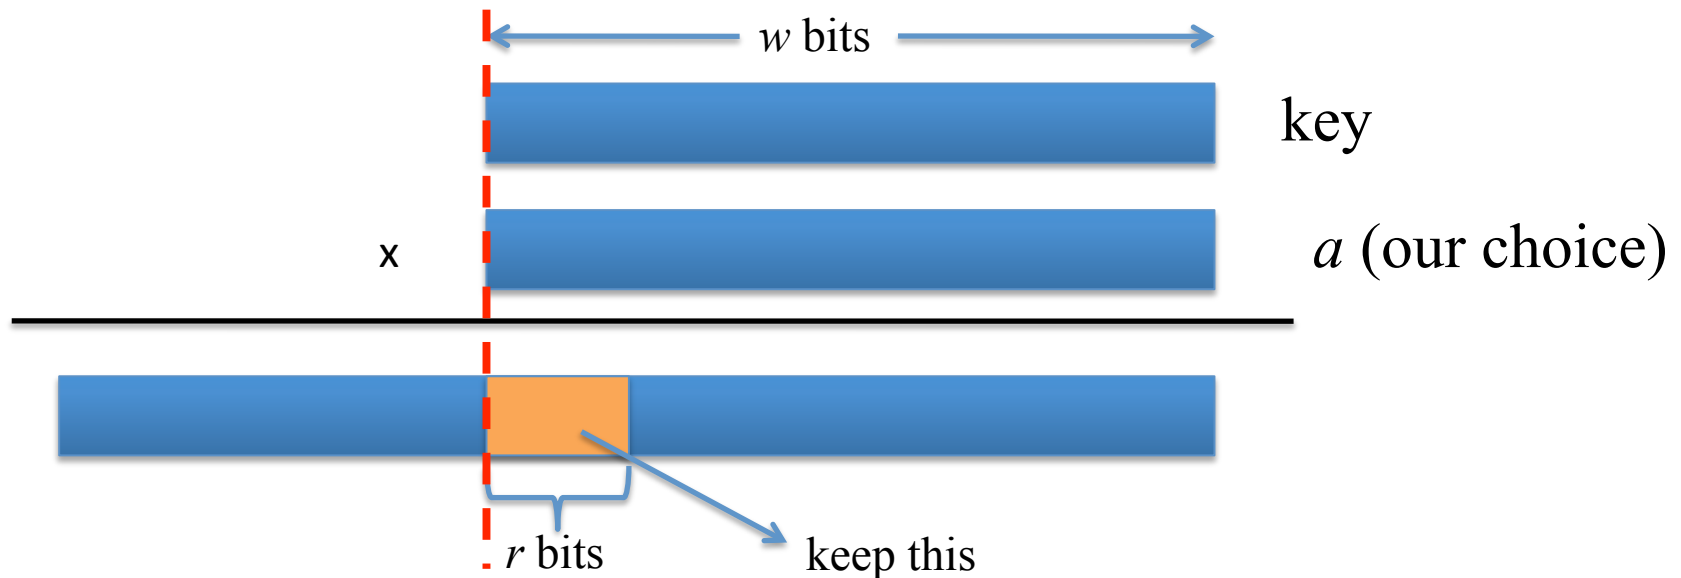 w bits
key
x
a (our choice)
r bits
keep this